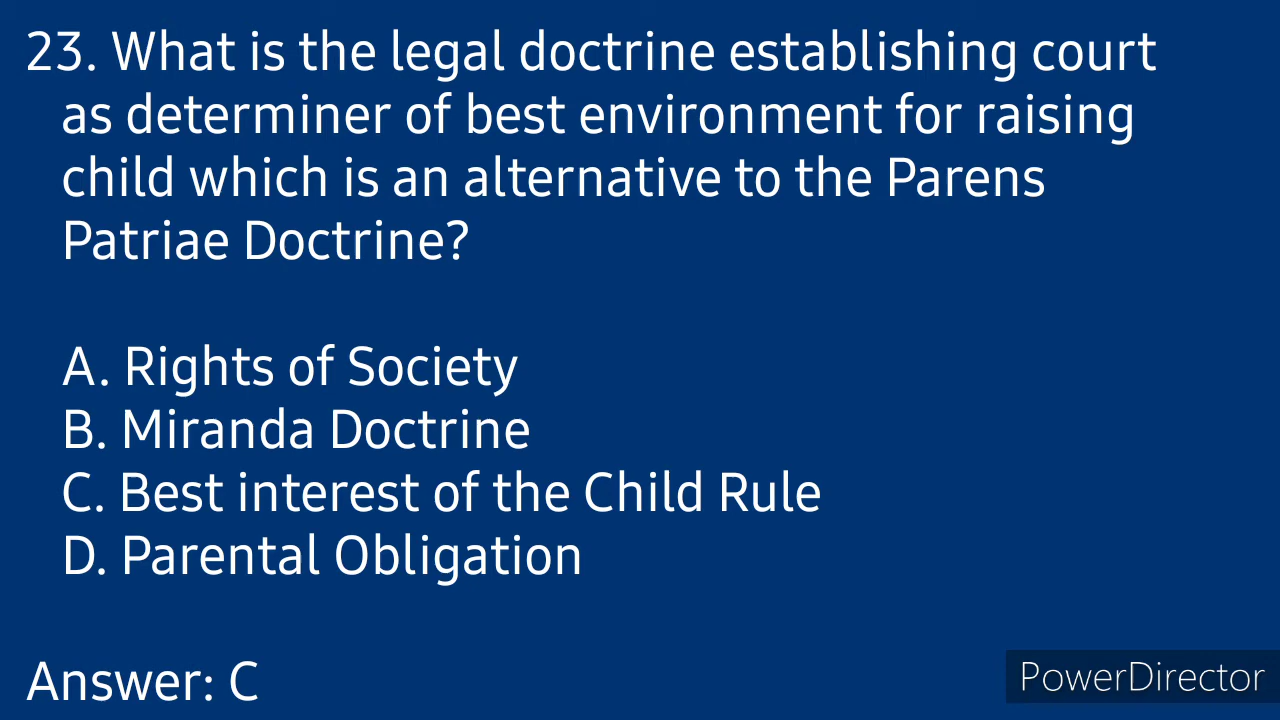 23. What is the legal doctrine establishing court
as determiner of best environment for raising
child which is an alternative to the Parens
Patriae Doctrine?
A. Rights of Society
B. Miranda Doctrine
C. Best interest of the Child Rule
D. Parental Obligation
Answer: C
PowerDirector